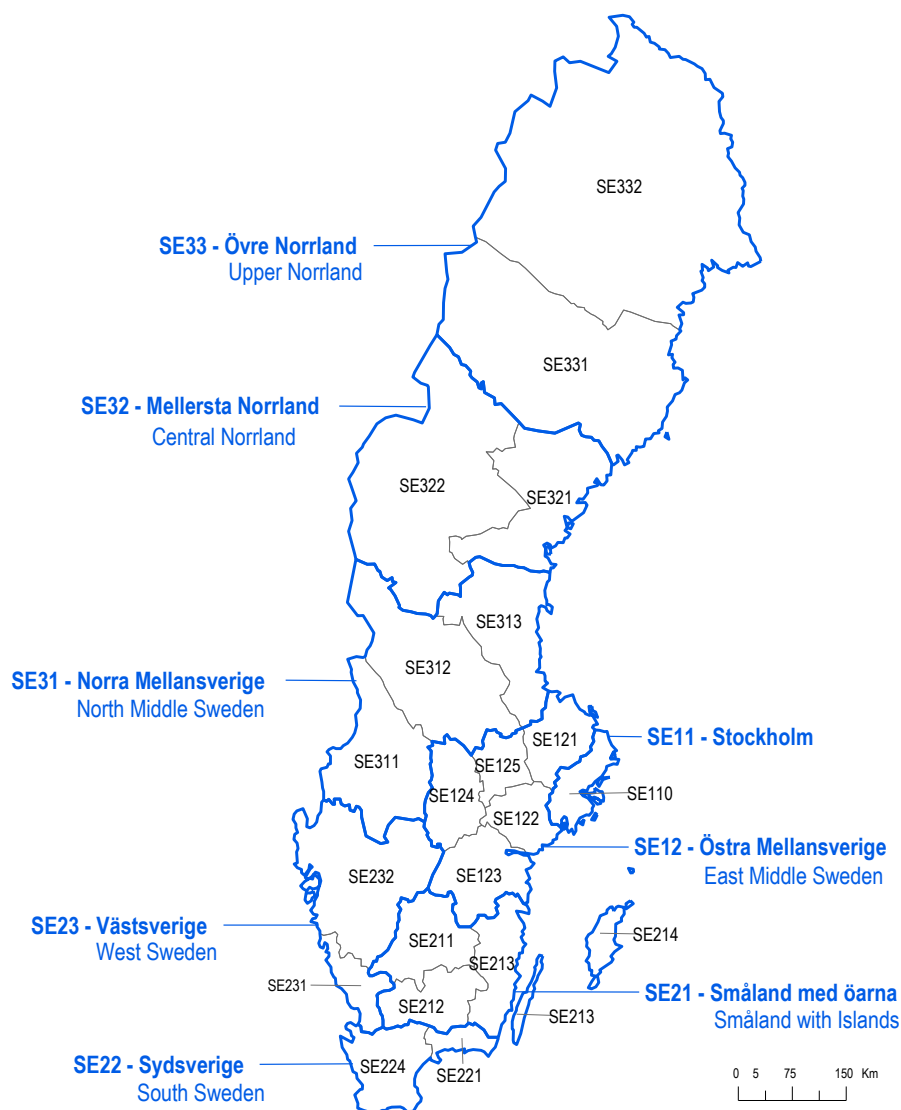 SE332
SE33 - Övre Norrland
Upper Norrland
SE331
SE32 - Mellersta Norrland
Central Norrland
SE322
SE321
SE313
SE312
SE31 - Norra Mellansverige
North Middle Sweden
SE121
SE11 - Stockholm
SE311
SE125
SE124
SE110
SE122
SE12 - Östra Mellansverige
East Middle Sweden
SE232
SE123
SE23 - Västsverige
West Sweden
SE211
SE214
SE213
SE231
SE212
SE21 - Småland med öarna
Småland with Islands
SE213
SE22 - Sydsverige
South Sweden
SE224
SE221
0 5 75 150 Km